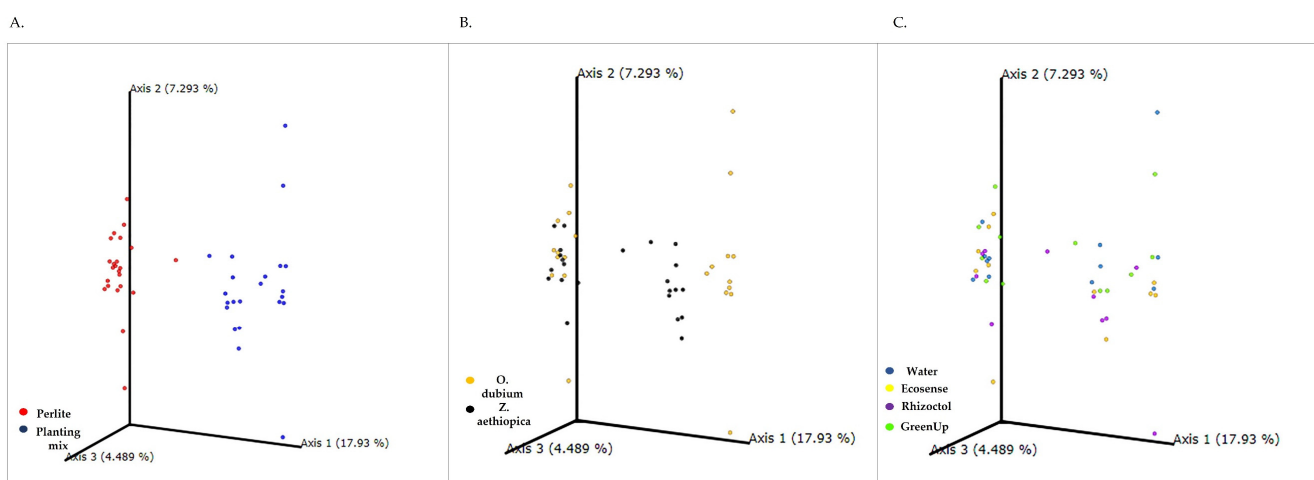 A.
B.
C.
Axis 2 (7.293 %)
Axis 1 (17.93 %)
Axis 3 (4.489 %)
Perlite
Planting
mix
Axis 2 (7.293 %)
Axis 1 (17.93 %)
Axis 3 (4.489 %)
O.
dubium
Z.
aethiopica
Axis 2 (7.293 %)
Axis 1 (17.93 %)
Axis 3 (4.489 %)
Water
Ecosense
Rhizoctol
GreenUp